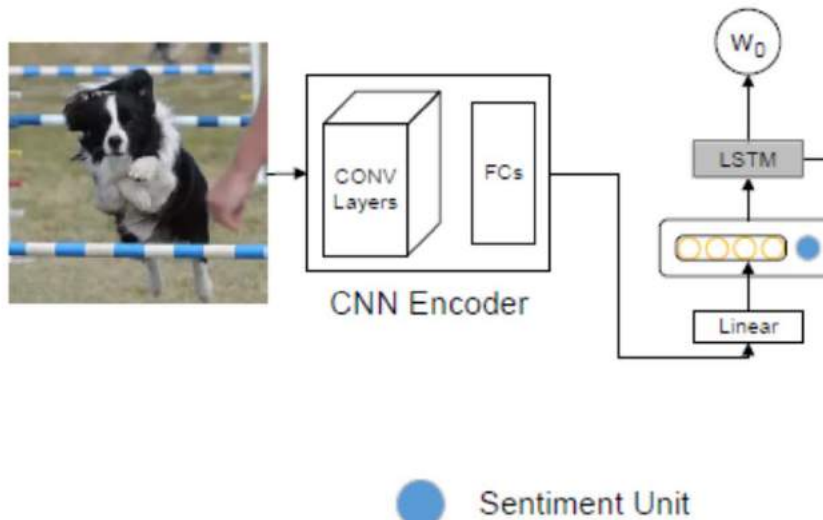 W0
LSTM
CONV
Layers
FCs
CNN Encoder
Linear
Sentiment Unit